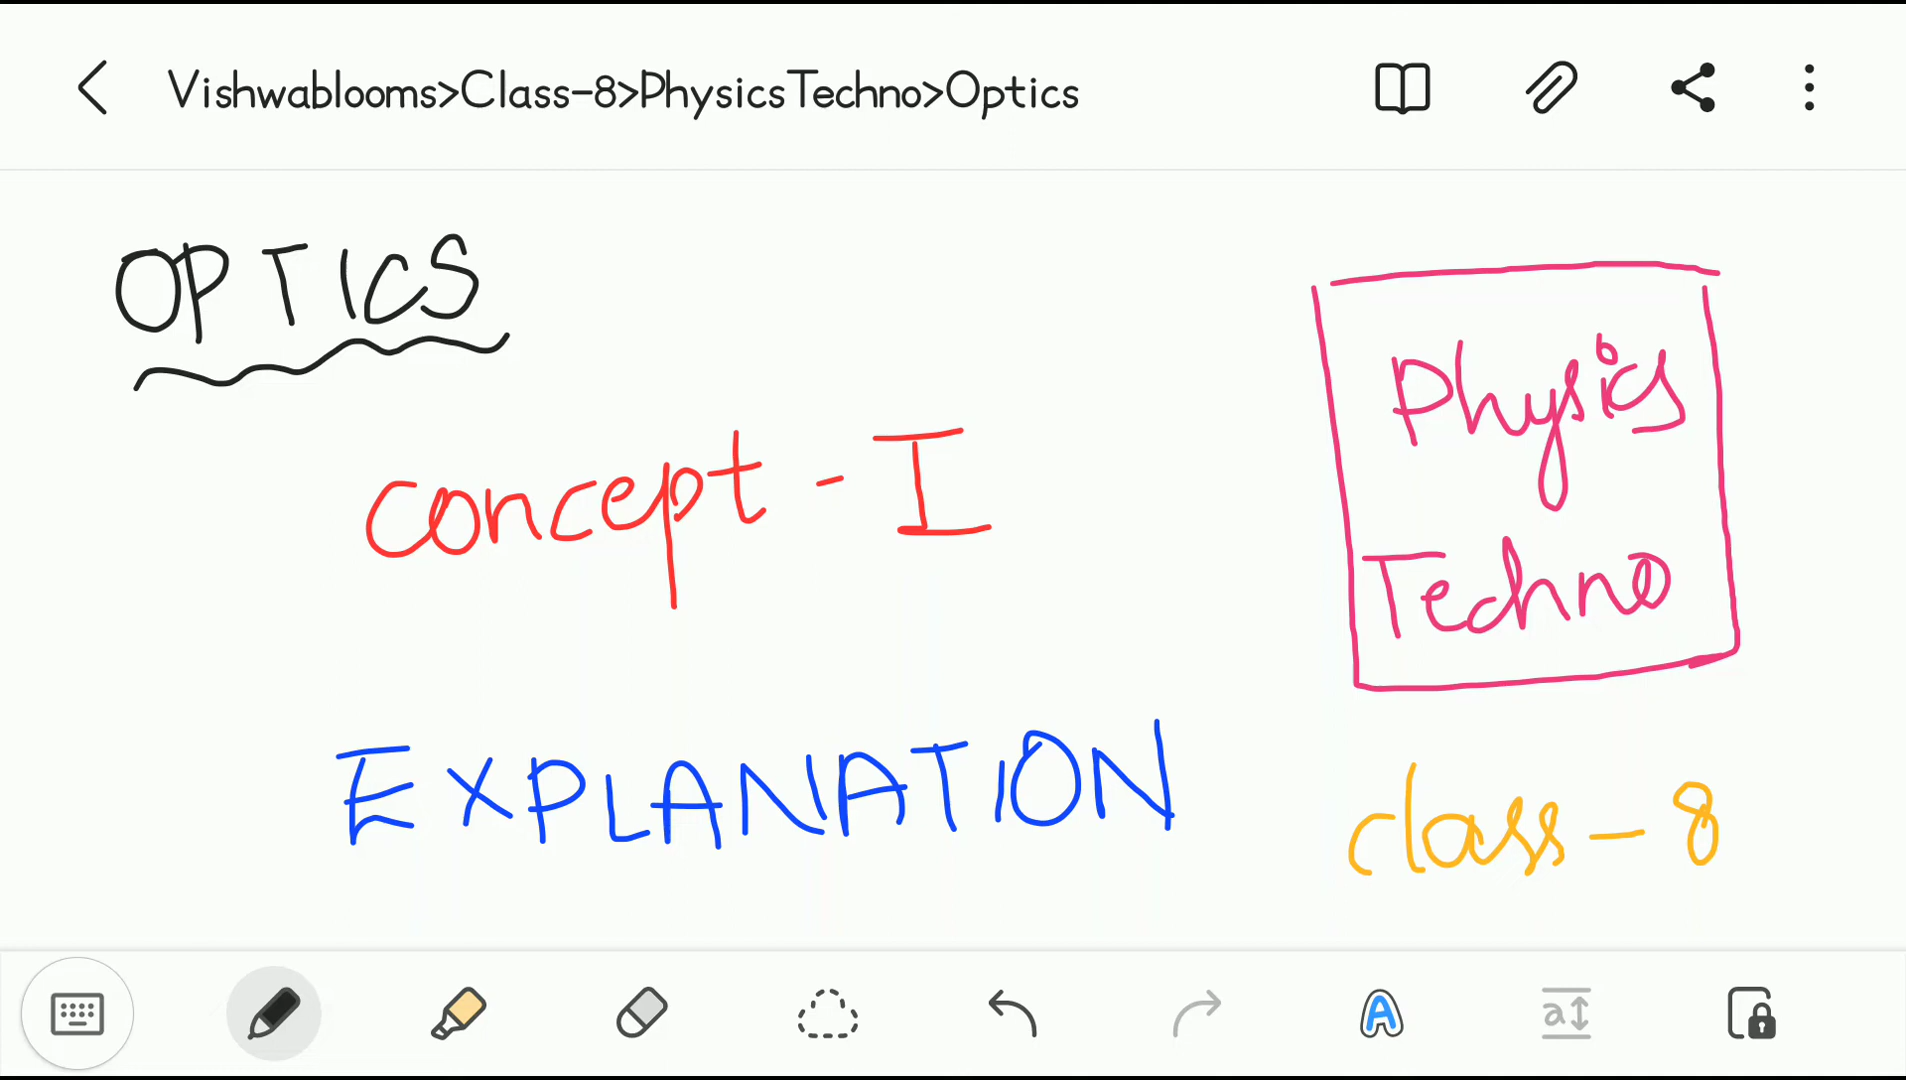 Vishwablooms>Class-8>PhysicsTechno>Optics
OPTICS
concept - I
EXPLANATION
Physics
Techno
class - 8
A
a